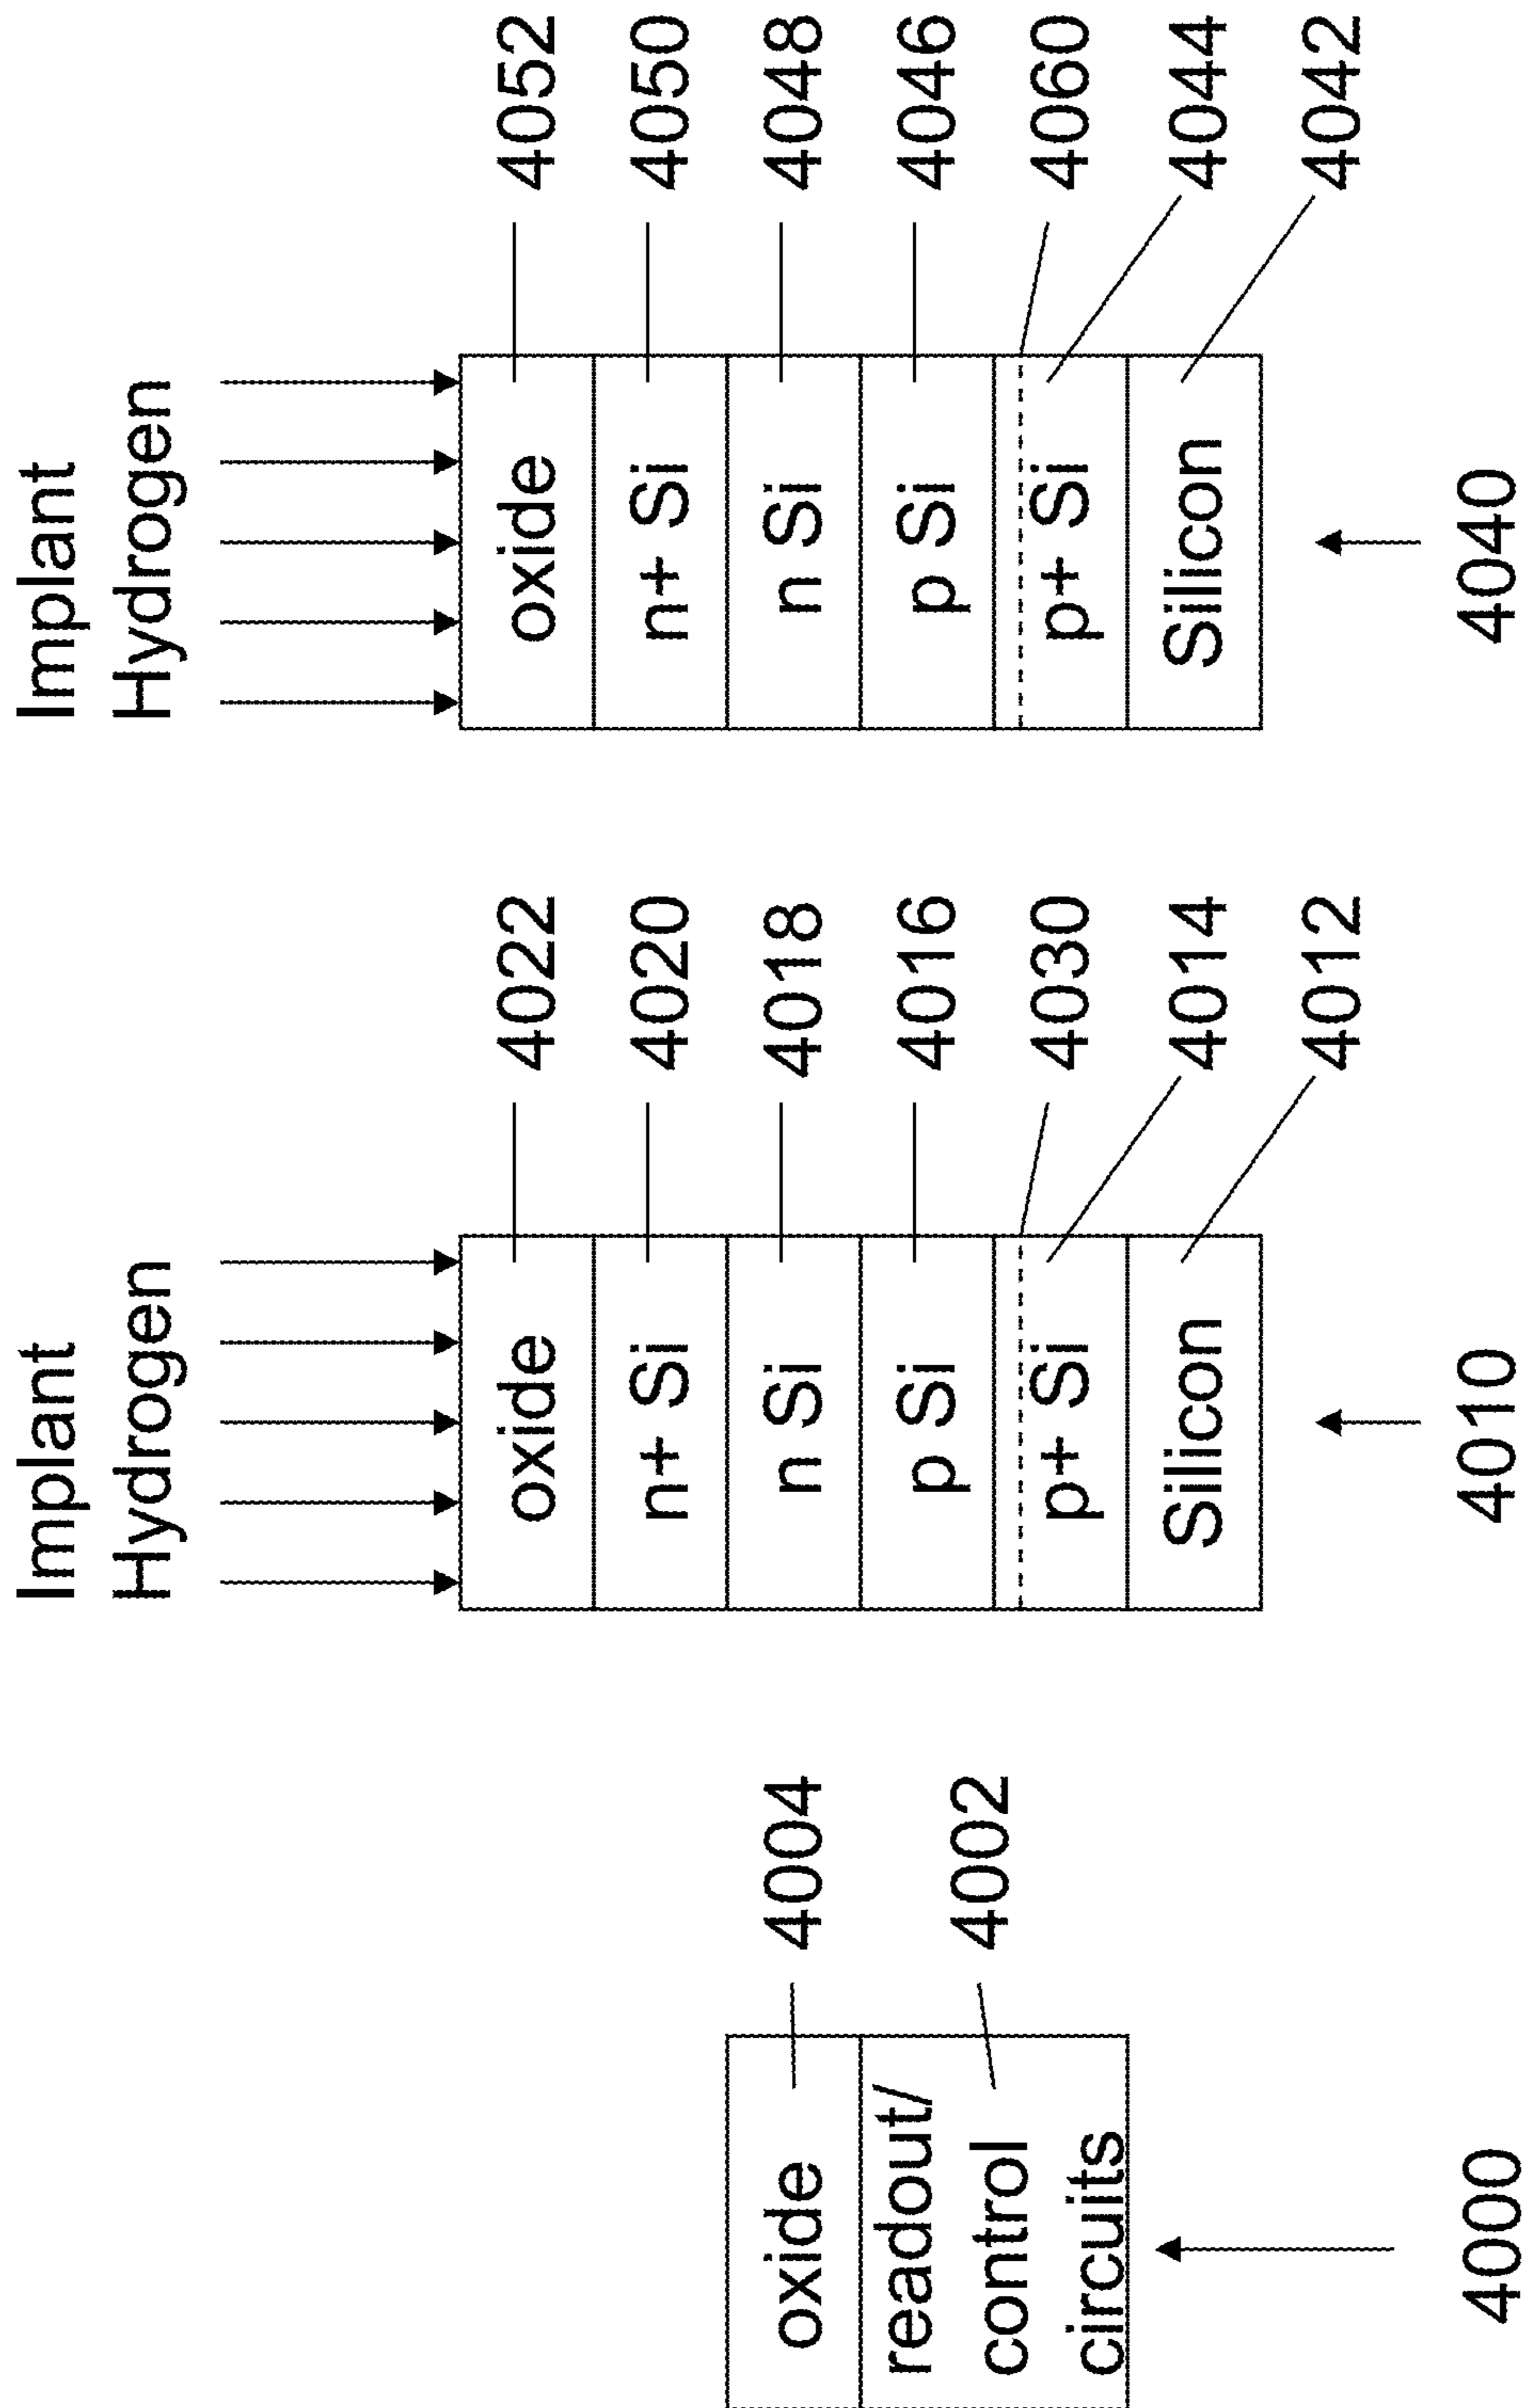 oxide
4004
readout/
control
circuits
4002
4000
Implant
Hydrogen
oxide
4022
n+ Si
4020
n Si
4018
p Si
4016
4030
p+ Si
4014
Silicon
4012
4010
Implant
Hydrogen
oxide
4052
n+ Si
4050
n Si
4048
p Si
4046
4060
p+ Si
4044
Silicon
4042
4040